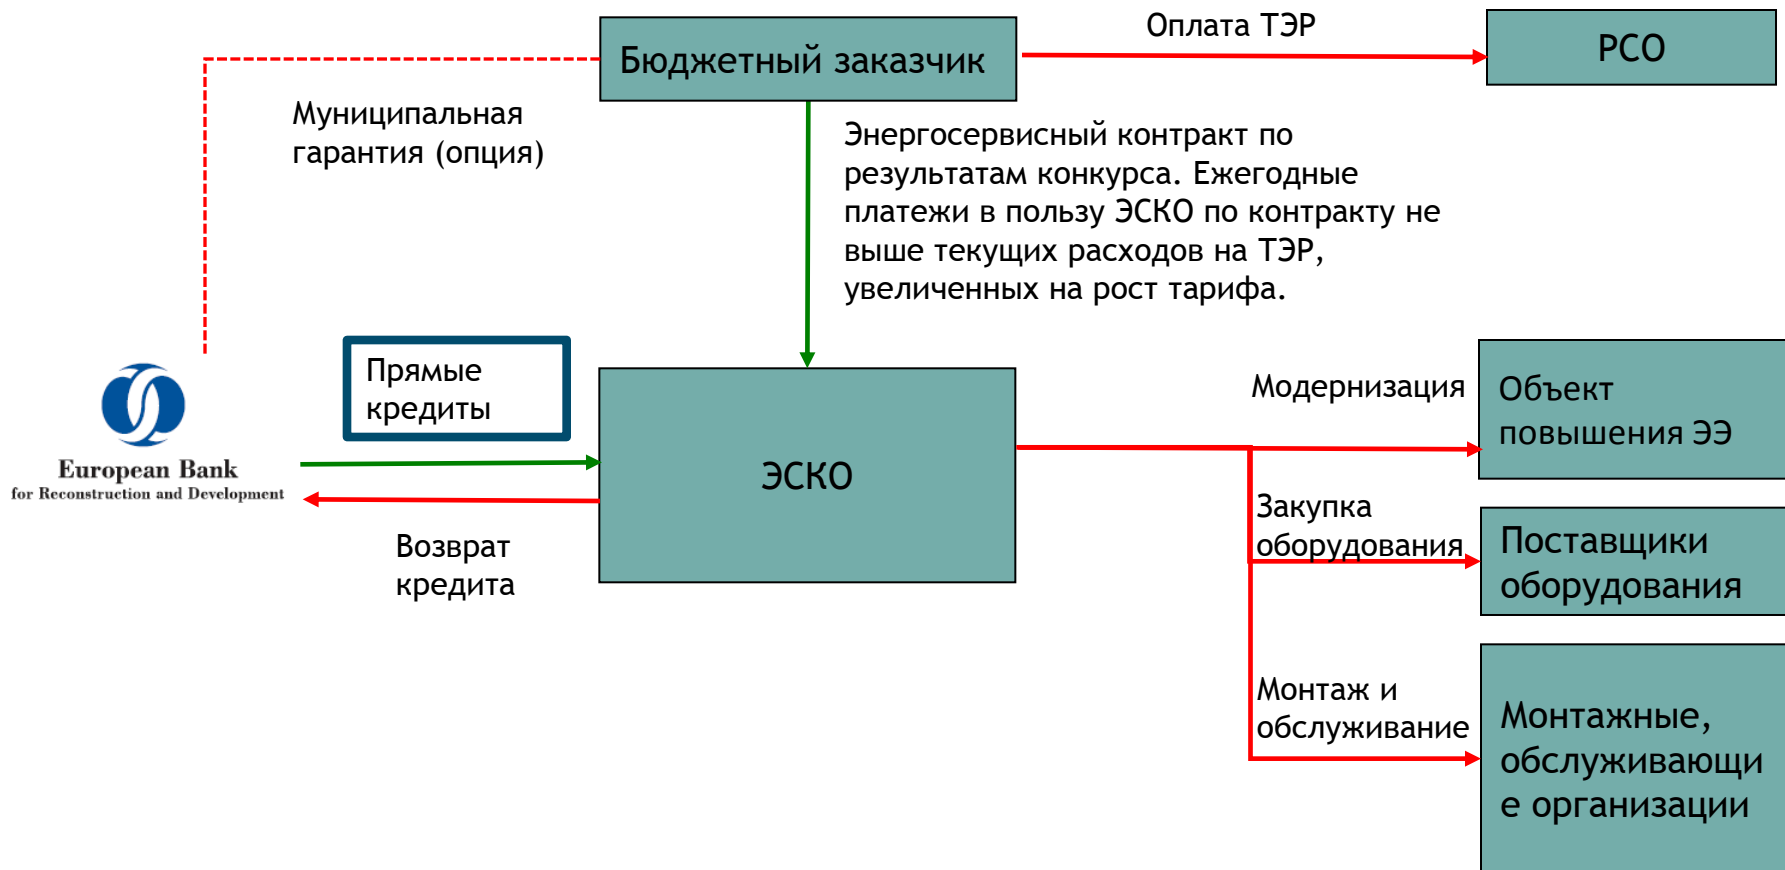 Оплата ТЭР
Бюджетный заказчик
РСО
Муниципальная
гарантия (опция)
Энергосервисный контракт по
результатам конкурса. Ежегодные
платежи в пользу ЭСКО по контракту не
выше текущих расходов на ТЭР,
увеличенных на рост тарифа.
Прямые
кредиты
European Bank
for Reconstruction and Development
ЭСКО
Возврат
кредита
Модернизация
Объект
повышения ЭЭ
Закупка
оборудования
Поставщики
оборудования
Монтаж и
обслуживание
Монтажные,
обслуживающи
е организации